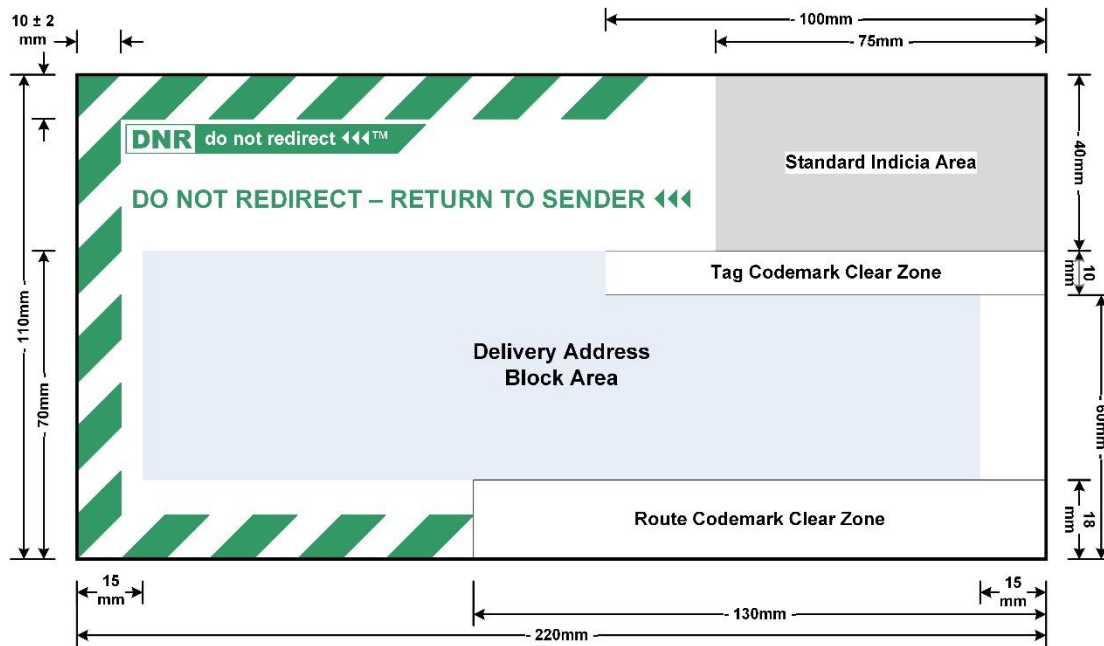 10 ± 2
mm
100mm
75mm
DNR do not redirect ™
Standard Indicia Area
40mm
DO NOT REDIRECT – RETURN TO SENDER
Tag Codemark Clear Zone
10
mm
110mm
70mm
Delivery Address
Block Area
60mm
Route Codemark Clear Zone
18
mm
15
mm
15
mm
130mm
220mm